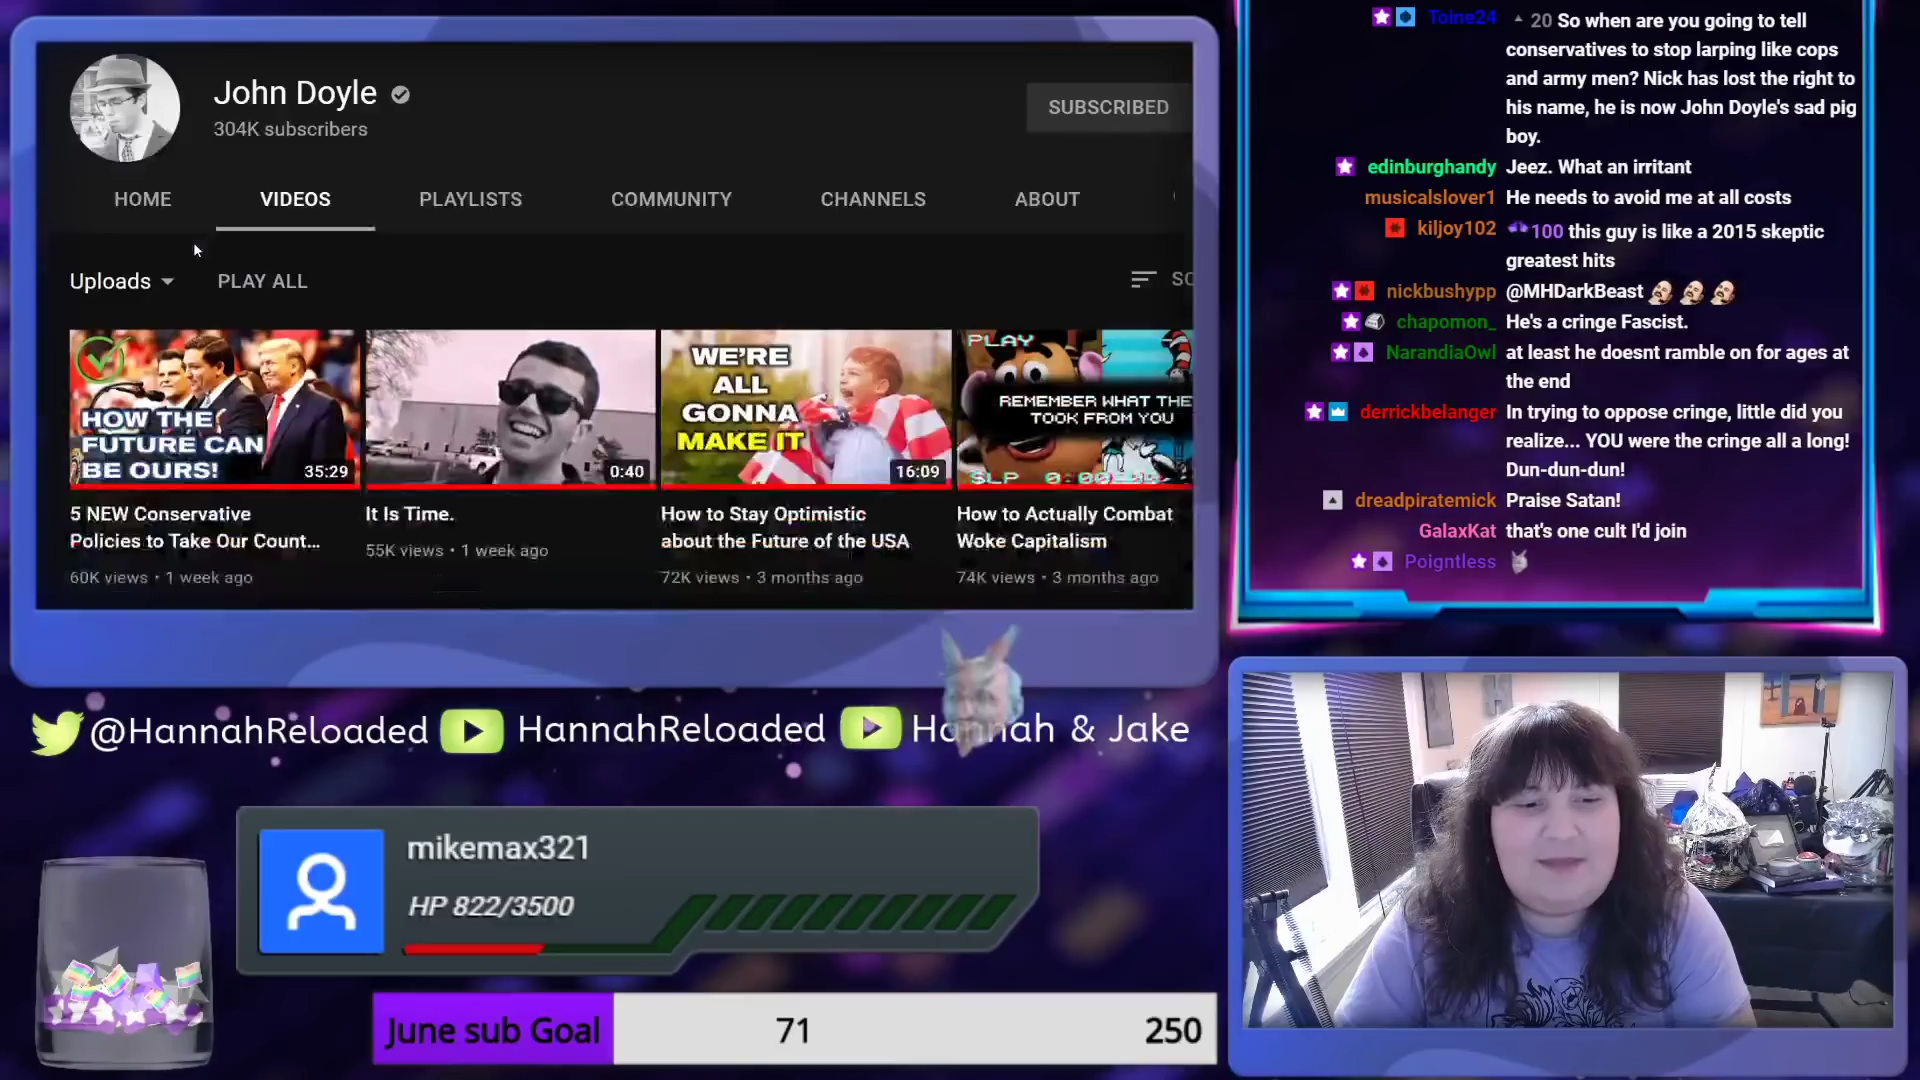 John Doyle
304K subscribers
SUBSCRIBED
HOME VIDEOS PLAYLISTS COMMUNITY CHANNELS ABOUT
Uploads PLAY ALL
HOW THE
FUTURE CAN
BE OURS!
35:29
5 NEW Conservative
Policies to Take Our Count...
60K views • 1 week ago
0:40
It Is Time.
55K views • 1 week ago
WE'RE
ALL
GONNA
MAKE IT
16:09
How to Stay Optimistic
about the Future of the USA
72K views • 3 months ago
PLAY
REMEMBER WHAT THE
TOOK FROM YOU
SLP
How to Actually Combat
Woke Capitalism
74K views • 3 months ago
Toine24 20 So when are you going to tell
conservatives to stop larping like cops
and army men? Nick has lost the right to
his name, he is now John Doyle's sad pig
boy.
edinburghandy Jeez. What an irritant
musicalslover1 He needs to avoid me at all costs
kiljoy102 100 this guy is like a 2015 skeptic
greatest hits
nickbushypp @MHDarkBeast
chapomon_ He's a cringe Fascist.
NarandiaOwl at least he doesnt ramble on for ages at
the end
derrickbelanger In trying to oppose cringe, little did you
realize... YOU were the cringe all a long!
Dun-dun-dun!
dreadpiratemick Praise Satan!
GalaxKat that's one cult I'd join
Poigntless
@HannahReloaded HannahReloaded Hannah & Jake
mikemax321
HP 822/3500
June sub Goal 71 250